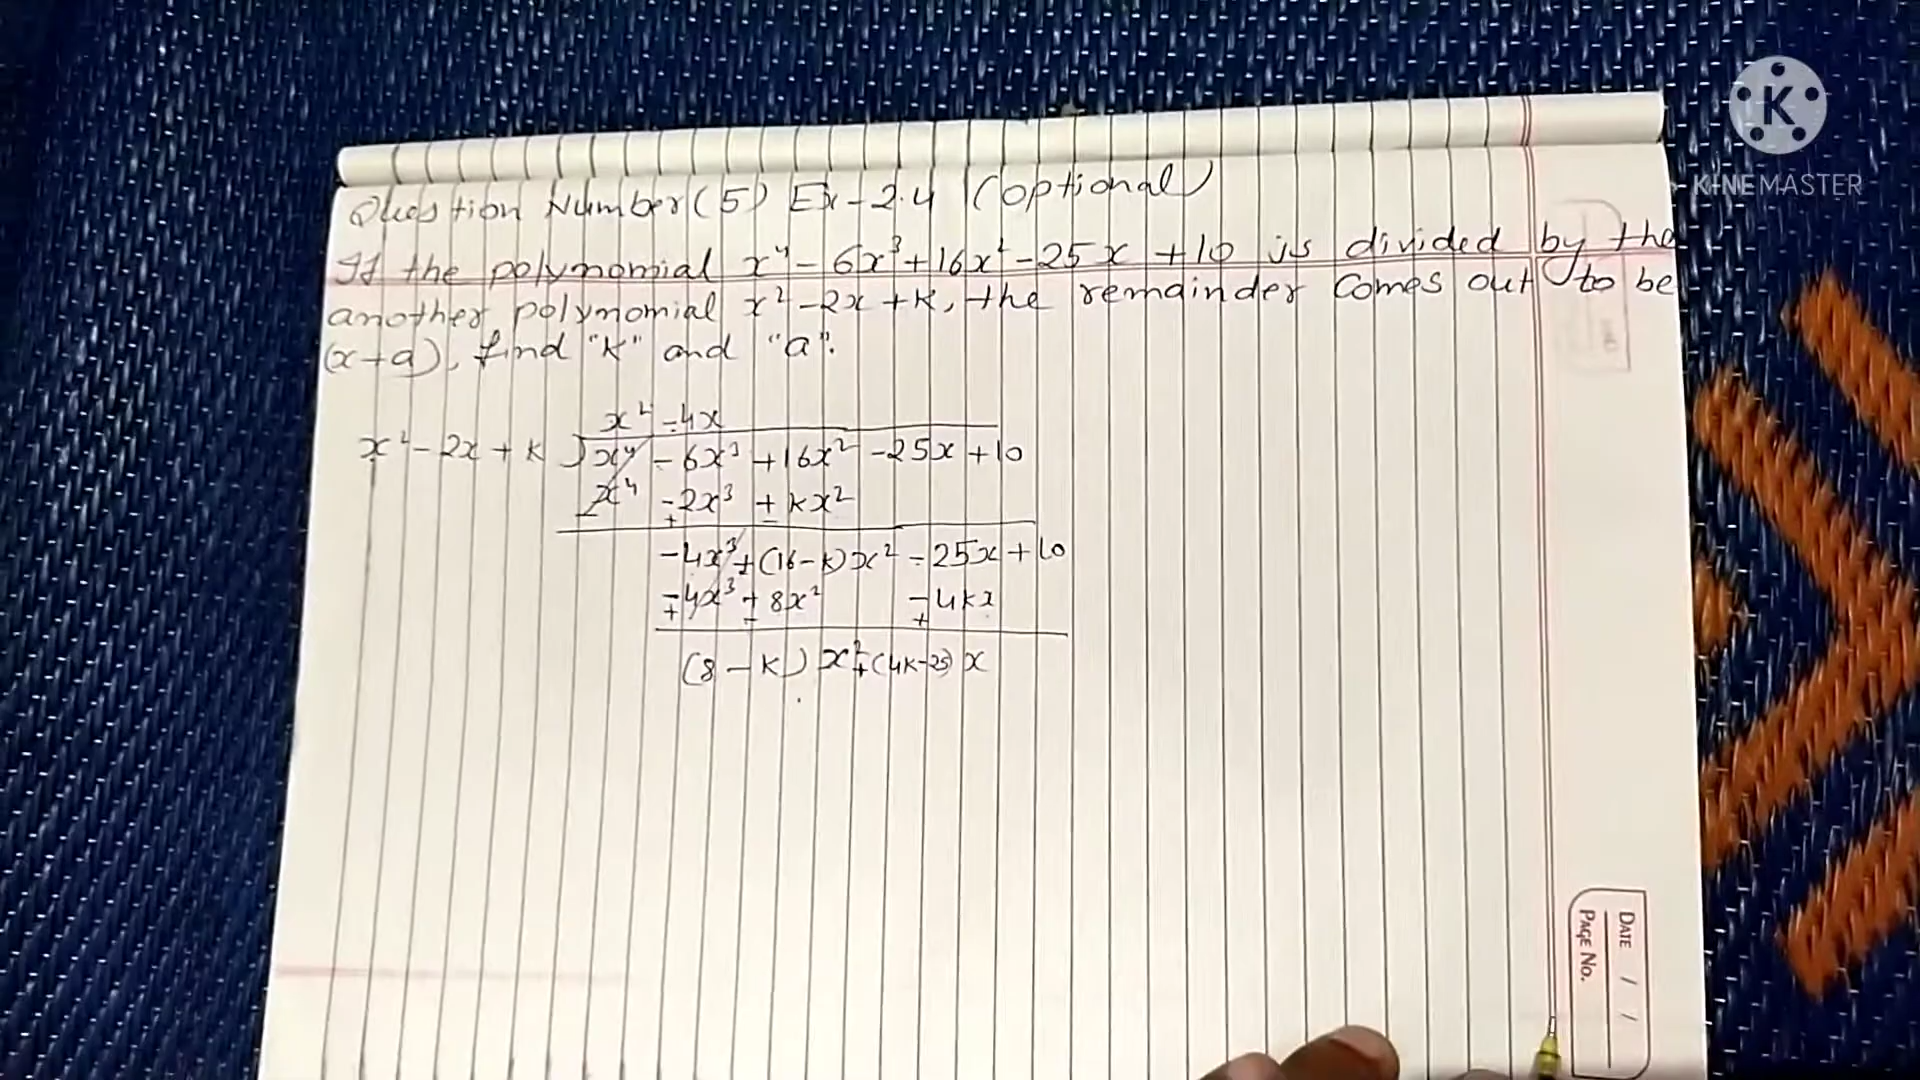 K
KINEMASTER
Question Number (5) Ex-2.4 (optional)
If the polynomial x⁴ - 6x³ + 16x² - 25x + 10 is divided by the
another polynomial x² - 2x + k, the remainder comes out to be
(x+a), find "k" and "a".
x² - 4x
x² - 2x + k ) x⁴ - 6x³ + 16x² - 25x + 10
x⁴ - 2x³ + kx²
+ -
-4x³ + (16-k)x² - 25x + 10
-4x³ + 8x² - 4kx
+ - +
(8 - k) x² + (4k-25) x
DATE / /
PAGE No.